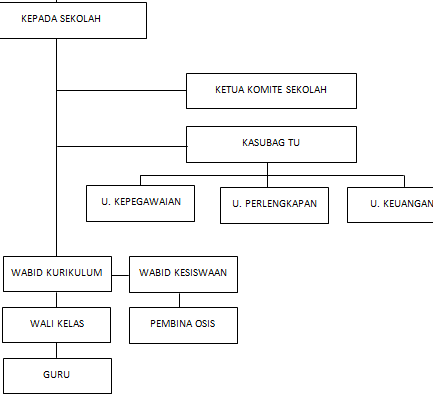 KEPADA SEKOLAH
KETUA KOMITE SEKOLAH
KASUBAG TU
U. KEPEGAWAIAN
U. PERLENGKAPAN
U. KEUANGAN
WABID KURIKULUM
WABID KESISWAAN
WALI KELAS
PEMBINA OSIS
GURU